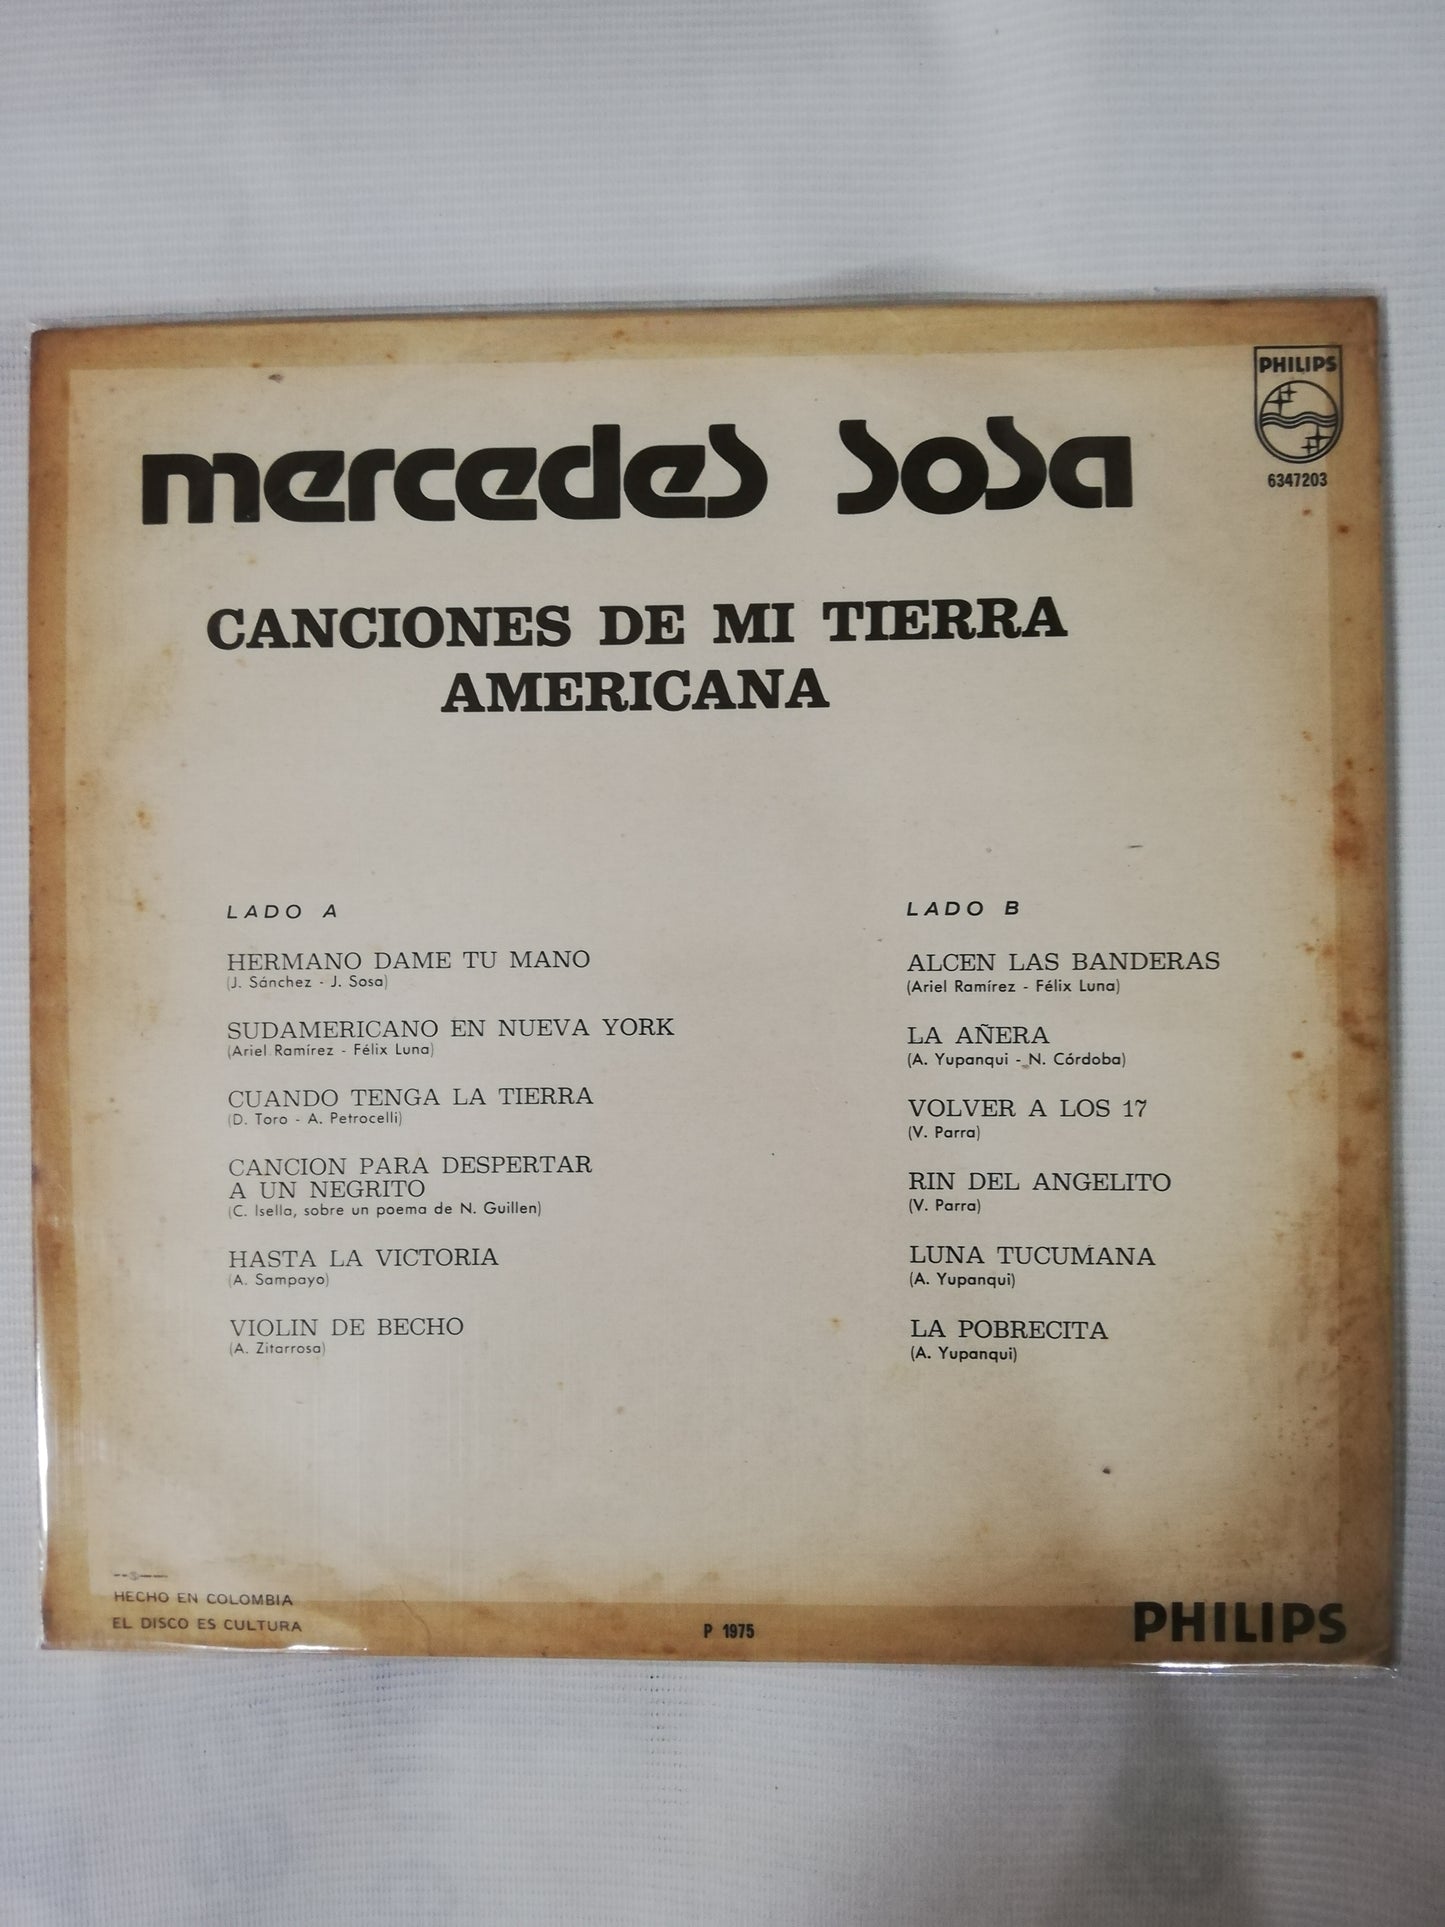 PHILIPS
6347203
mercedes sosa
CANCIONES DE MI TIERRA
AMERICANA
LADO A
HERMANO DAME TU MANO
(J. Sánchez - J. Sosa)
SUDAMERICANO EN NUEVA YORK
(Ariel Ramírez - Félix Luna)
CUANDO TENGA LA TIERRA
(D. Toro - A. Petrocelli)
CANCION PARA DESPERTAR
A UN NEGRITO
(C. Isella, sobre un poema de N. Guillen)
HASTA LA VICTORIA
(A. Sampayo)
VIOLIN DE BECHO
(A. Zitarrosa)
LADO B
ALCEN LAS BANDERAS
(Ariel Ramírez - Félix Luna)
LA AÑERA
(A. Yupanqui - N. Córdoba)
VOLVER A LOS 17
(V. Parra)
RIN DEL ANGELITO
(V. Parra)
LUNA TUCUMANA
(A. Yupanqui)
LA POBRECITA
(A. Yupanqui)
--S--
HECHO EN COLOMBIA
EL DISCO ES CULTURA
P 1975
PHILIPS